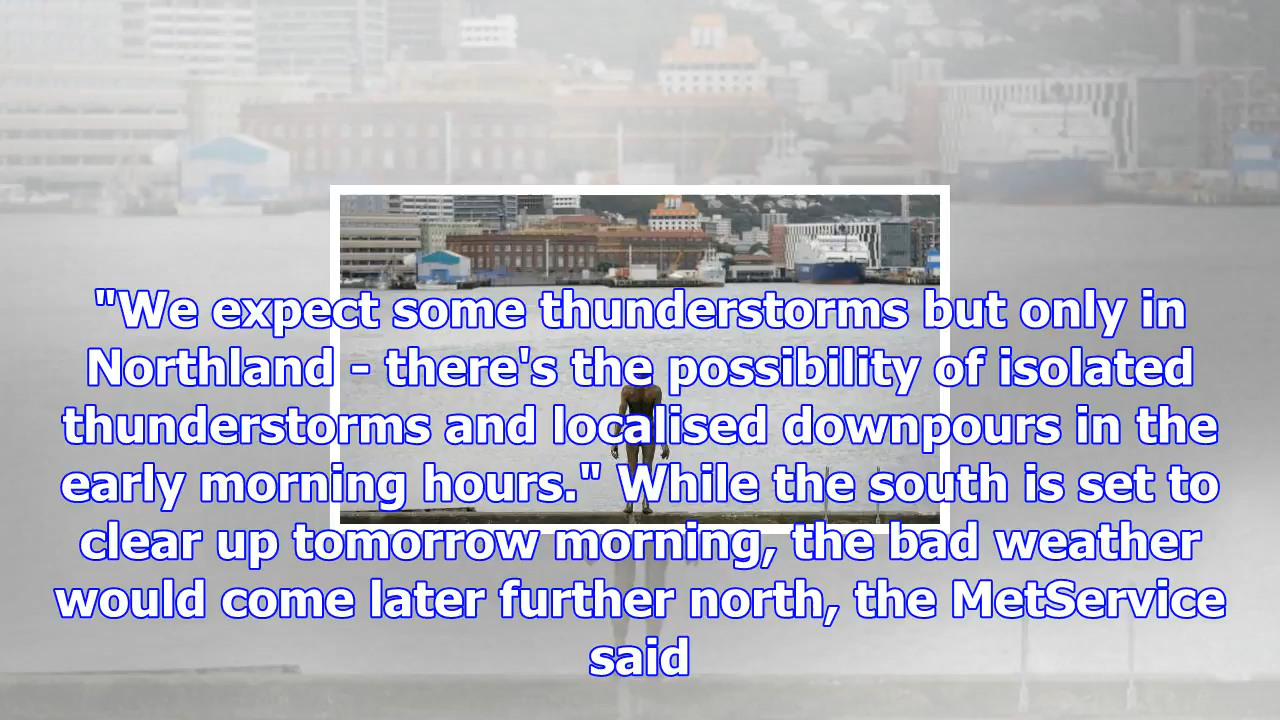 "We expect some thunderstorms but only in
Northland - there's the possibility of isolated
thunderstorms and localised downpours in the
early morning hours." While the south is set to
clear up tomorrow morning, the bad weather
would come later further north, the MetService
said